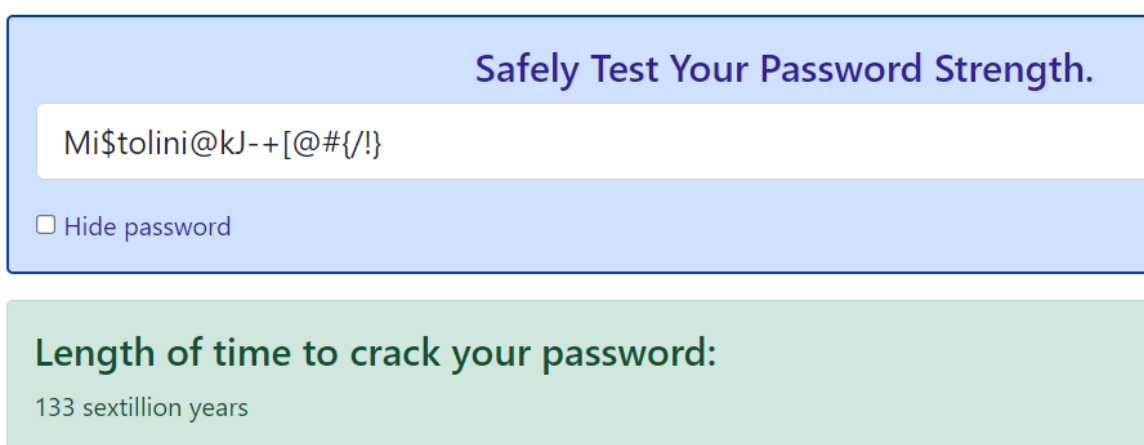 Safely Test Your Password Strength.
Mi$tolini@kJ-+[@#{/!}
Hide password
Length of time to crack your password:
133 sextillion years